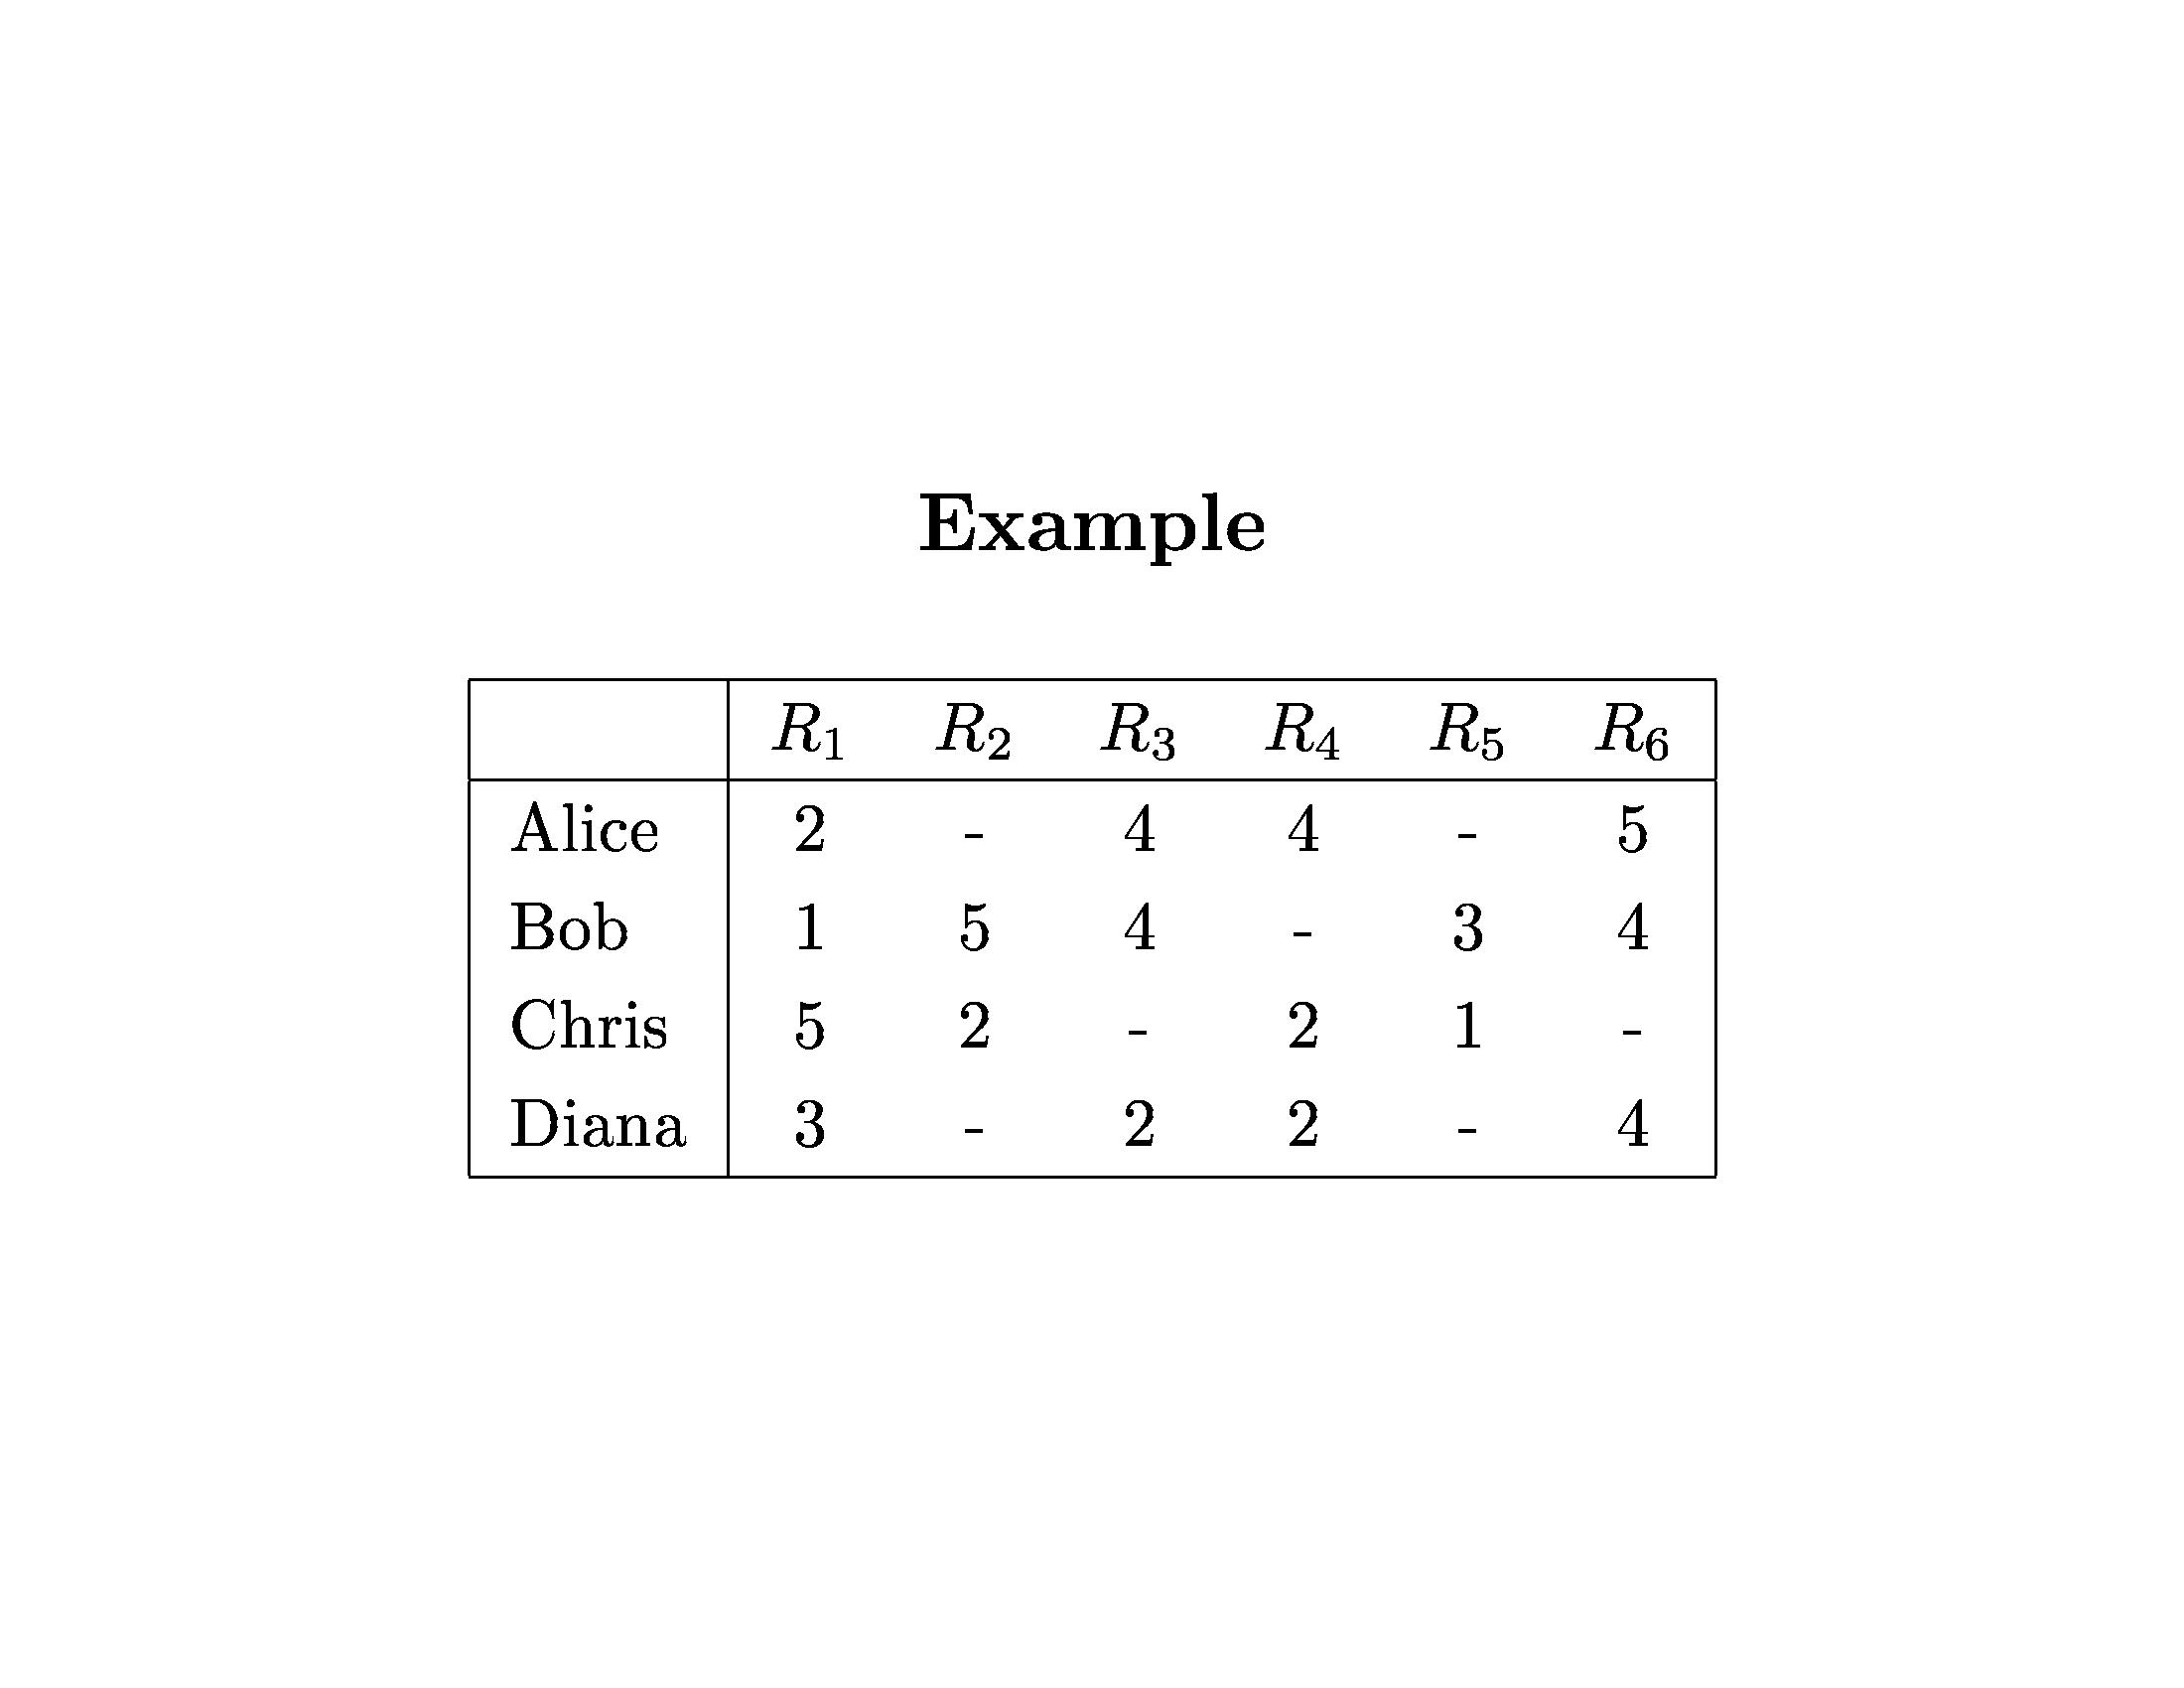 Example
R₁ R₂ R₃ R₄ R₅ R₆
Alice 2 - 4 4 - 5
Bob 1 5 4 - 3 4
Chris 5 2 - 2 1 -
Diana 3 - 2 2 - 4